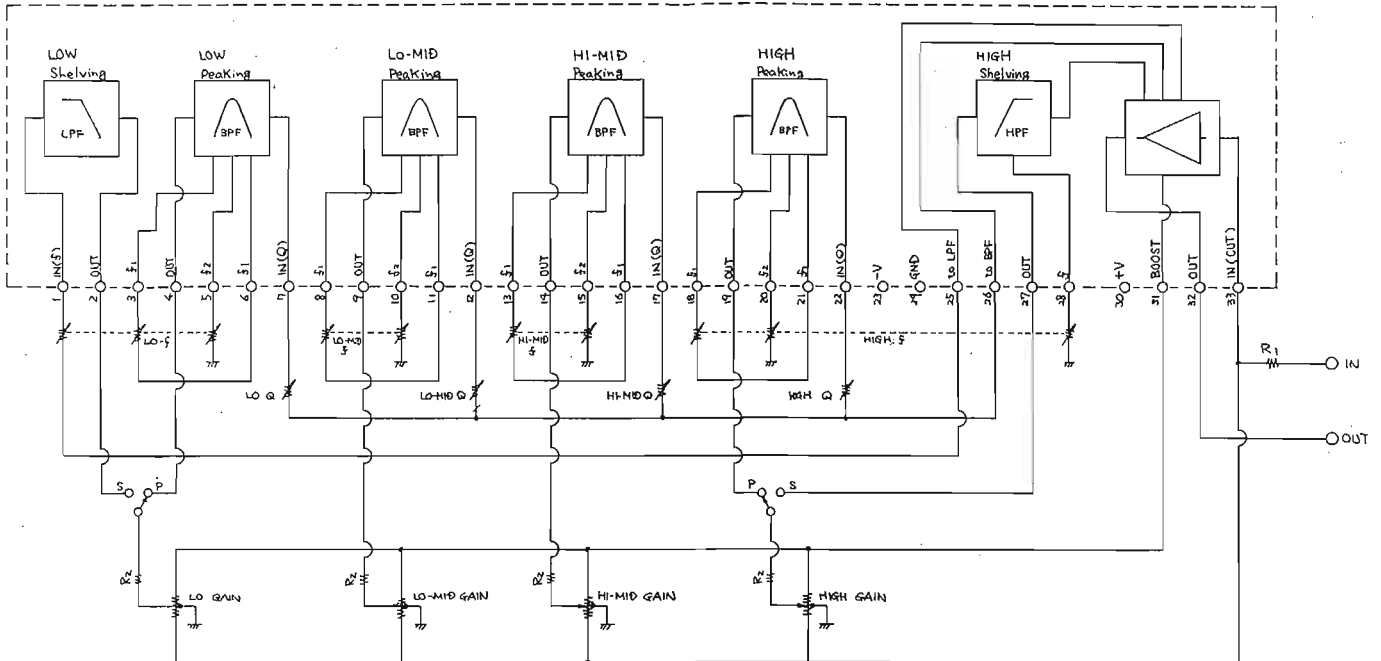 LOW Shelving
LPF
LOW Peaking
BPF
LO-MID Peaking
BPF
HI-MID Peaking
BPF
HIGH Peaking
BPF
HIGH Shelving
HPF
1 IN(f)
2 OUT
3 f1
4 OUT
5 f2
6 f1
7 IN(Q)
8 f1
9 OUT
10 f2
11 f1
12 IN(Q)
13 f1
14 OUT
15 f2
16 f1
17 IN(Q)
18 f1
19 OUT
20 f2
21 f1
22 IN(Q)
23 -V
24 GND
25 to LPF
26 to BPF
27 OUT
28 f
30 +V
31 BOOST
32 OUT
33 IN(CUT)
LO-f
LO-MID f
HI-MID f
HIGH f
LO Q
LO-MID Q
HI-MID Q
HIGH Q
R1
IN
OUT
S P
P S
R2
LO GAIN
R2
LO-MID GAIN
R2
HI-MID GAIN
R2
HIGH GAIN